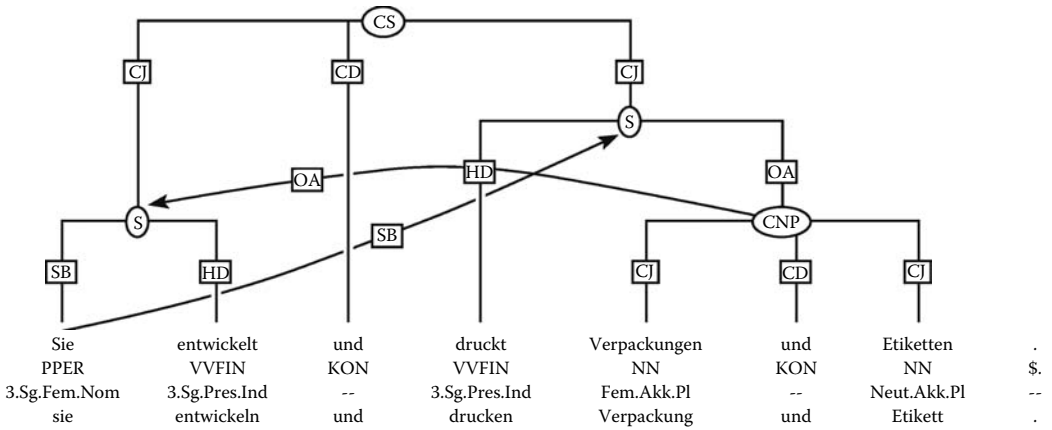 CS
CJ CD CJ
S
HD OA
OA
S SB CNP
SB HD CJ CD CJ
Sie entwickelt und druckt Verpackungen und Etiketten .
PPER VVFIN KON VVFIN NN KON NN $.
3.Sg.Fem.Nom 3.Sg.Pres.Ind -- 3.Sg.Pres.Ind Fem.Akk.Pl -- Neut.Akk.Pl --
sie entwickeln und drucken Verpackung und Etikett .